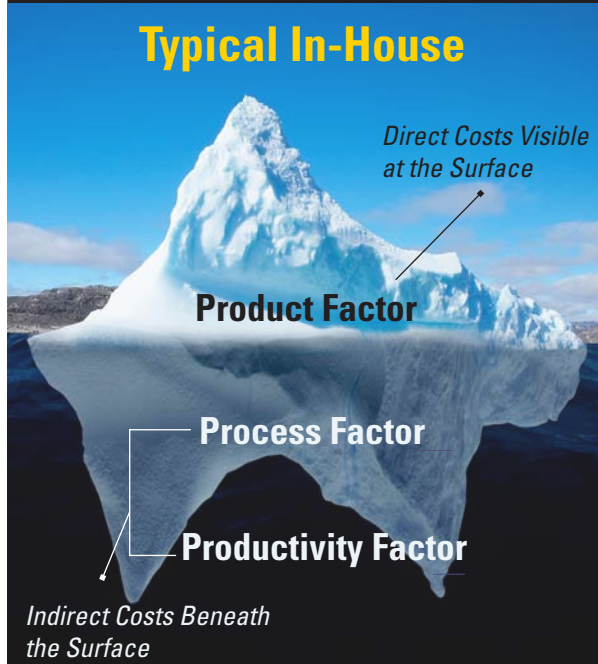 Typical In-House
Direct Costs Visible
at the Surface
Product Factor
Process Factor
Productivity Factor
Indirect Costs Beneath
the Surface